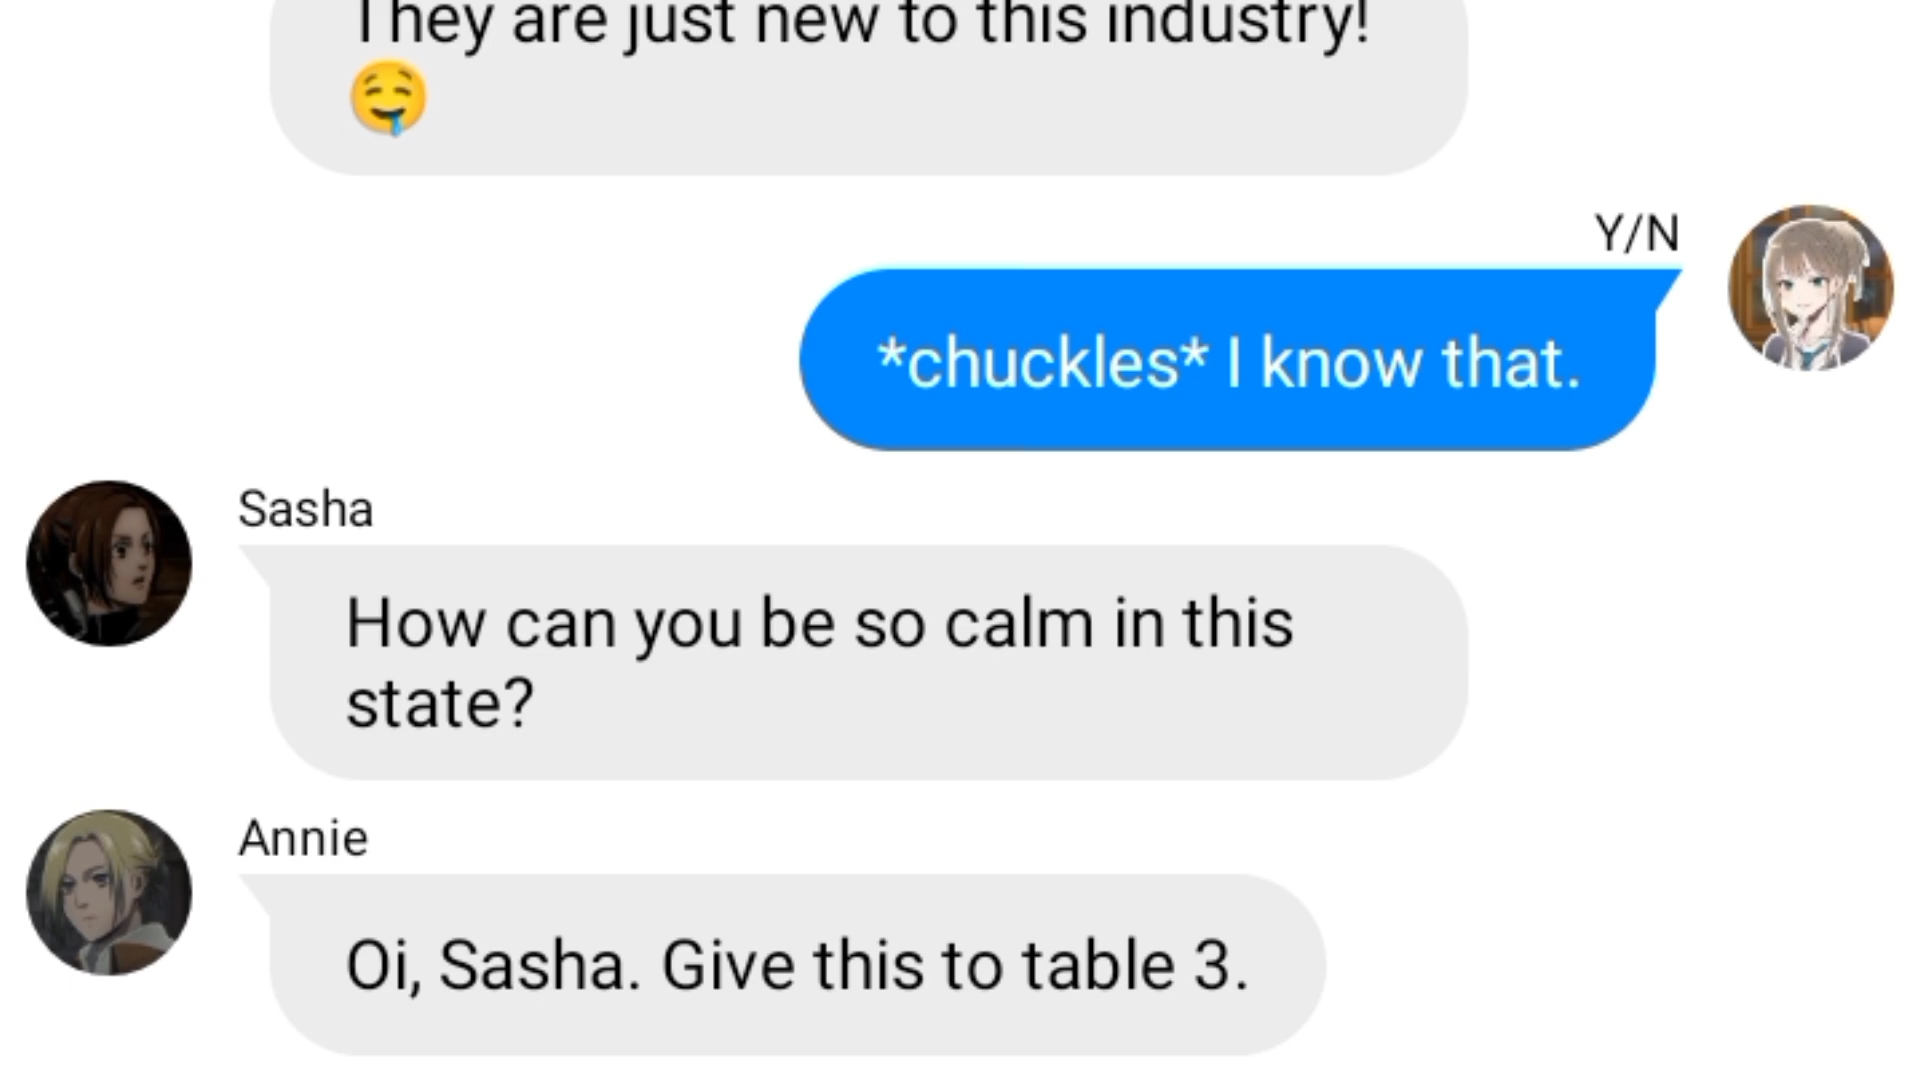 They are just new to this industry!
🤤
Y/N
*chuckles* I know that.
Sasha
How can you be so calm in this
state?
Annie
Oi, Sasha. Give this to table 3.